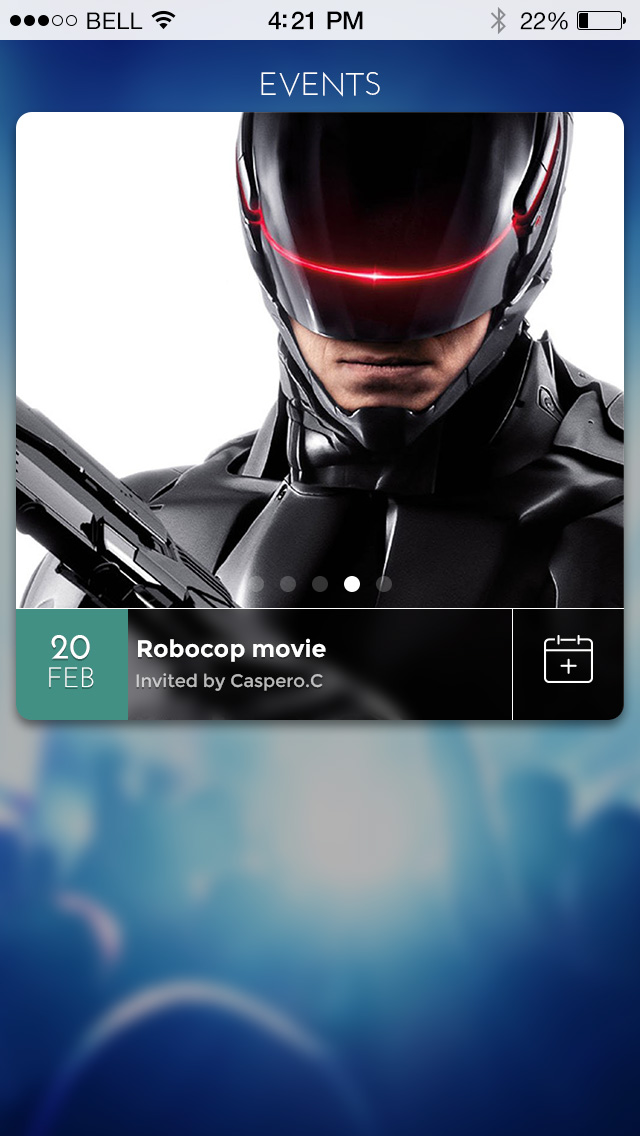 BELL 4:21 PM 22%
EVENTS
20
FEB
Robocop movie
Invited by Caspero.C